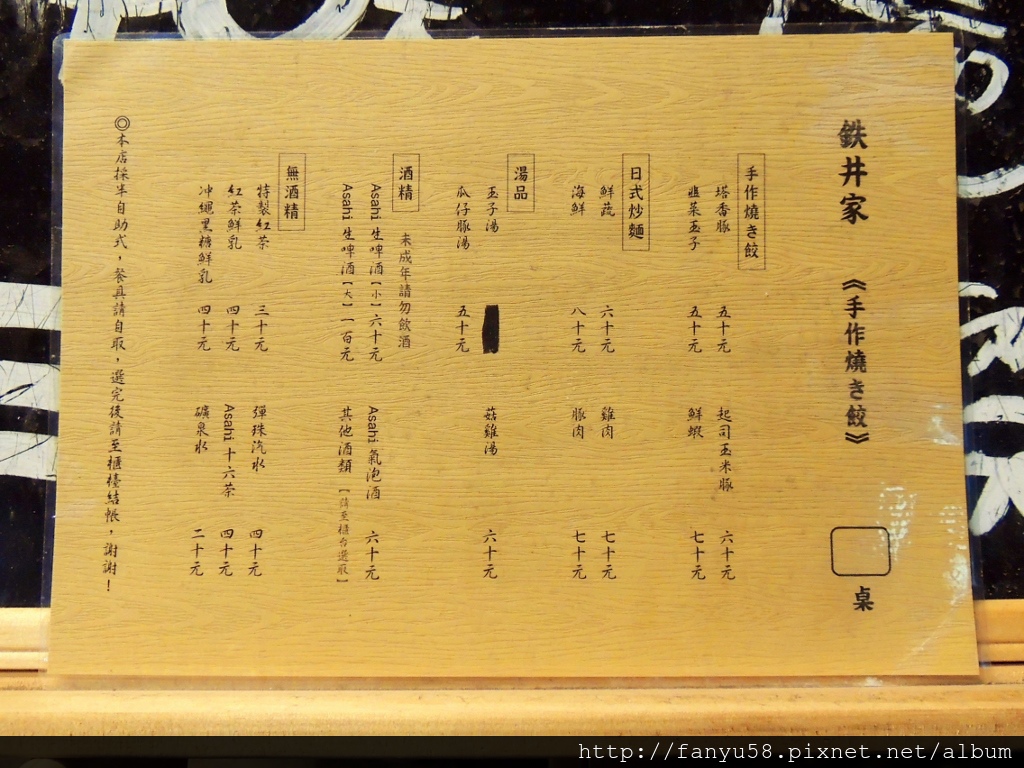 鉄井家 《手作燒き餃》 桌
手作燒き餃
塔香豚 五十元 起司玉米豚 六十元
韭菜玉子 五十元 鮮蝦 七十元
日式炒麵
鮮蔬 六十元 雞肉 七十元
海鮮 八十元 豚肉 七十元
湯品
玉子湯 菇雞湯 六十元
瓜仔豚湯 五十元
酒精 未成年請勿飲酒
Asahi 生啤酒【小】六十元 Asahi 氣泡酒 六十元
Asahi 生啤酒【大】一百元 其他酒類【請至櫃台選取】
無酒精
特製紅茶 三十元 彈珠汽水 四十元
紅茶鮮乳 四十元 Asahi 十六茶 四十元
冲繩黑糖鮮乳 四十元 礦泉水 二十元
◎本店採半自助式，餐具請自取，選完後請至櫃檯結帳，謝謝！
http://fanyu58.pixnet.net/album